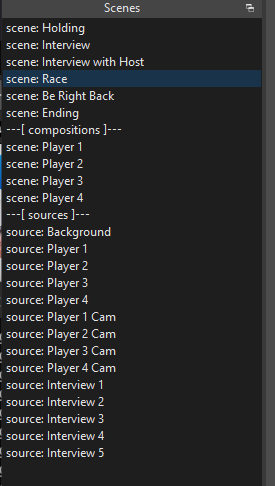 Scenes
scene: Holding
scene: Interview
scene: Interview with Host
scene: Race
scene: Be Right Back
scene: Ending
---[ compositions ]---
scene: Player 1
scene: Player 2
scene: Player 3
scene: Player 4
---[ sources ]---
source: Background
source: Player 1
source: Player 2
source: Player 3
source: Player 4
source: Player 1 Cam
source: Player 2 Cam
source: Player 3 Cam
source: Player 4 Cam
source: Interview 1
source: Interview 2
source: Interview 3
source: Interview 4
source: Interview 5